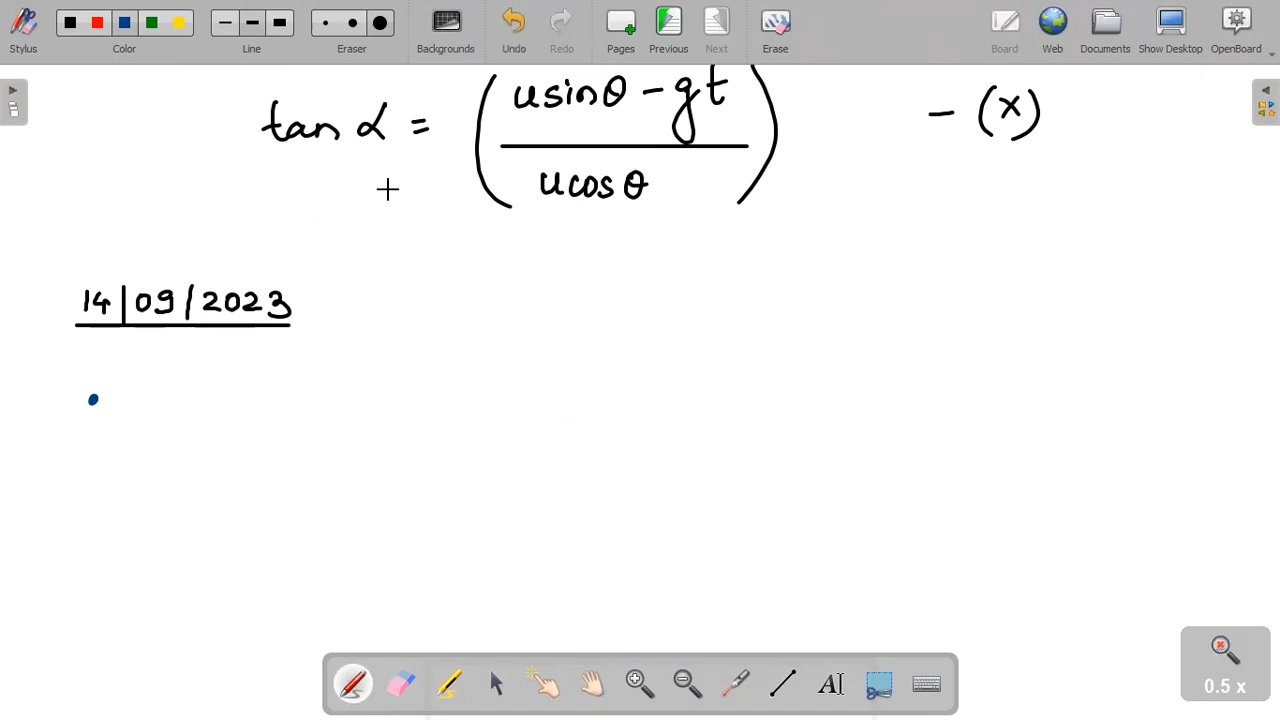 Stylus Color Line Eraser Backgrounds Undo Redo Pages Previous Next Erase Board Web Documents Show Desktop OpenBoard
usinθ - gt
tan α = ( ――― ) - (x)
ucos θ
14|09/2023
0.5 x